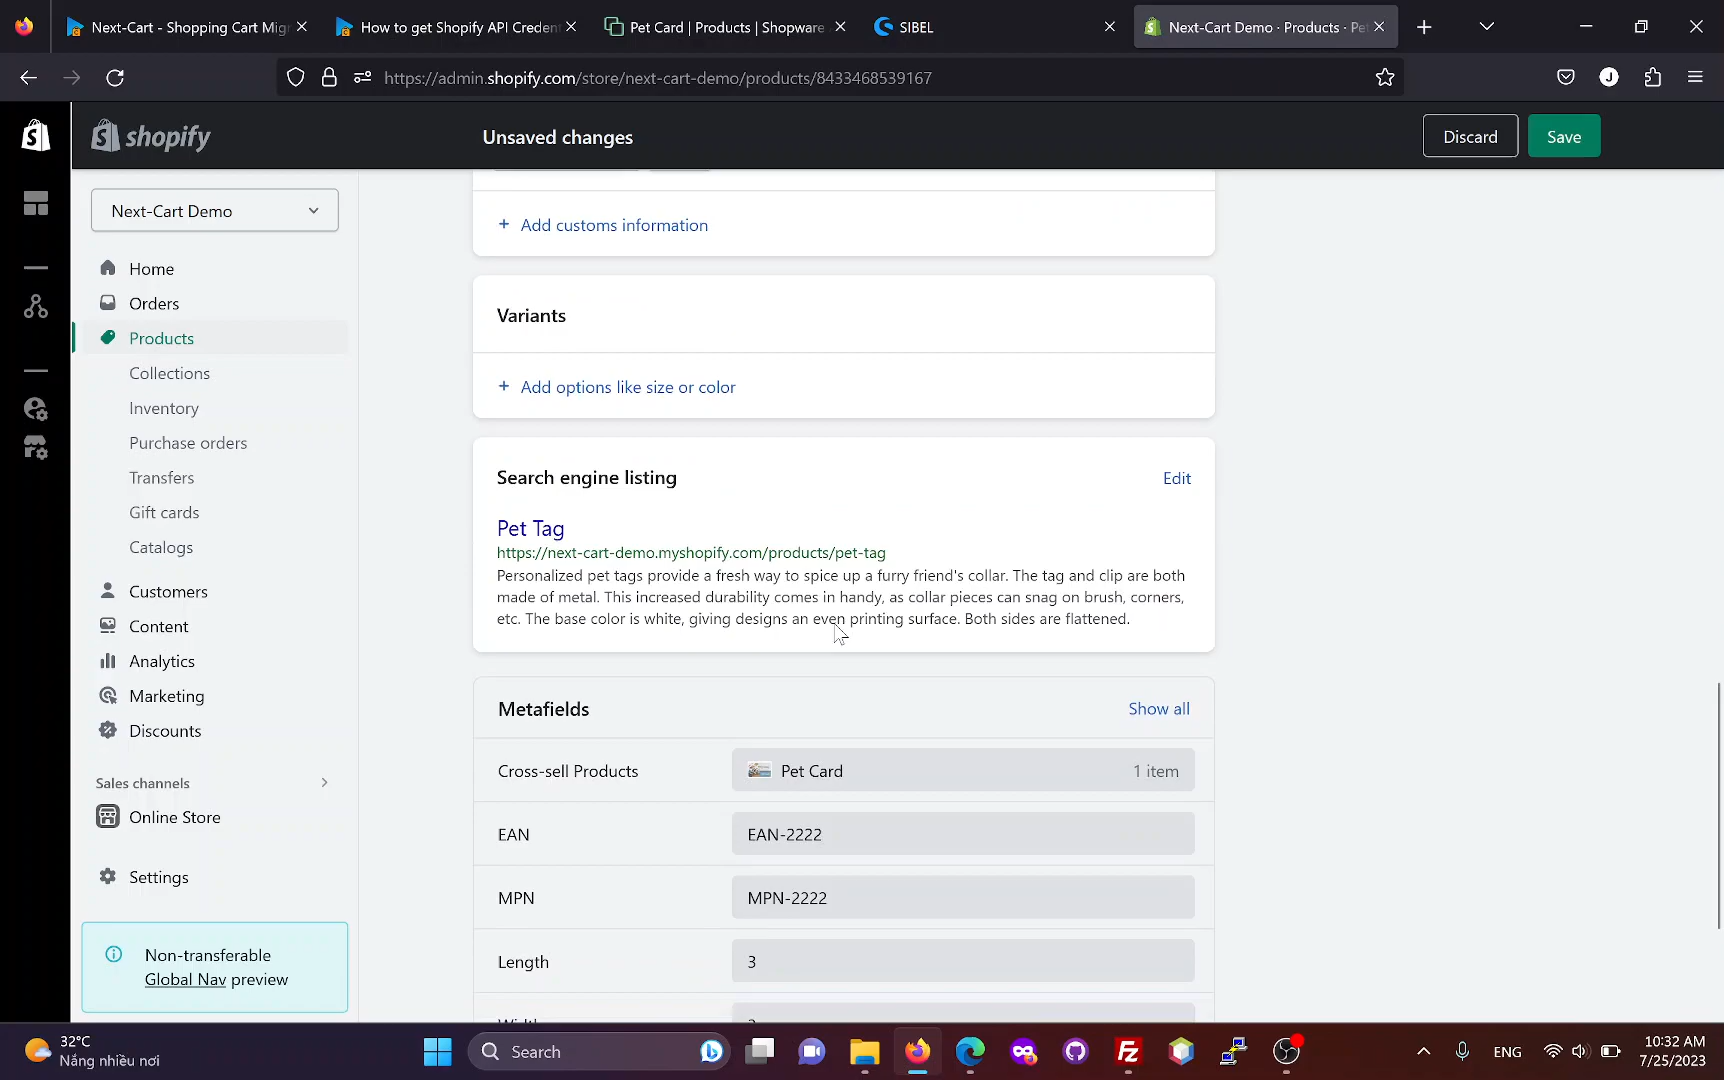 Next-Cart - Shopping Cart Mig
How to get Shopify API Creden
Pet Card | Products | Shopware
SIBEL
Next-Cart Demo · Products · Pe
https://admin.shopify.com/store/next-cart-demo/products/8433468539167
J
shopify
Unsaved changes
Discard
Save
Next-Cart Demo
Home
Orders
Products
Collections
Inventory
Purchase orders
Transfers
Gift cards
Catalogs
Customers
Content
Analytics
Marketing
Discounts
Sales channels
Online Store
Settings
Non-transferable
Global Nav preview
+ Add customs information
Variants
+ Add options like size or color
Search engine listing
Edit
Pet Tag
https://next-cart-demo.myshopify.com/products/pet-tag
Personalized pet tags provide a fresh way to spice up a furry friend's collar. The tag and clip are both
made of metal. This increased durability comes in handy, as collar pieces can snag on brush, corners,
etc. The base color is white, giving designs an even printing surface. Both sides are flattened.
Metafields
Show all
Cross-sell Products
Pet Card
1 item
EAN
EAN-2222
MPN
MPN-2222
Length
3
32°C
Nắng nhiều nơi
Search
ENG
10:32 AM
7/25/2023